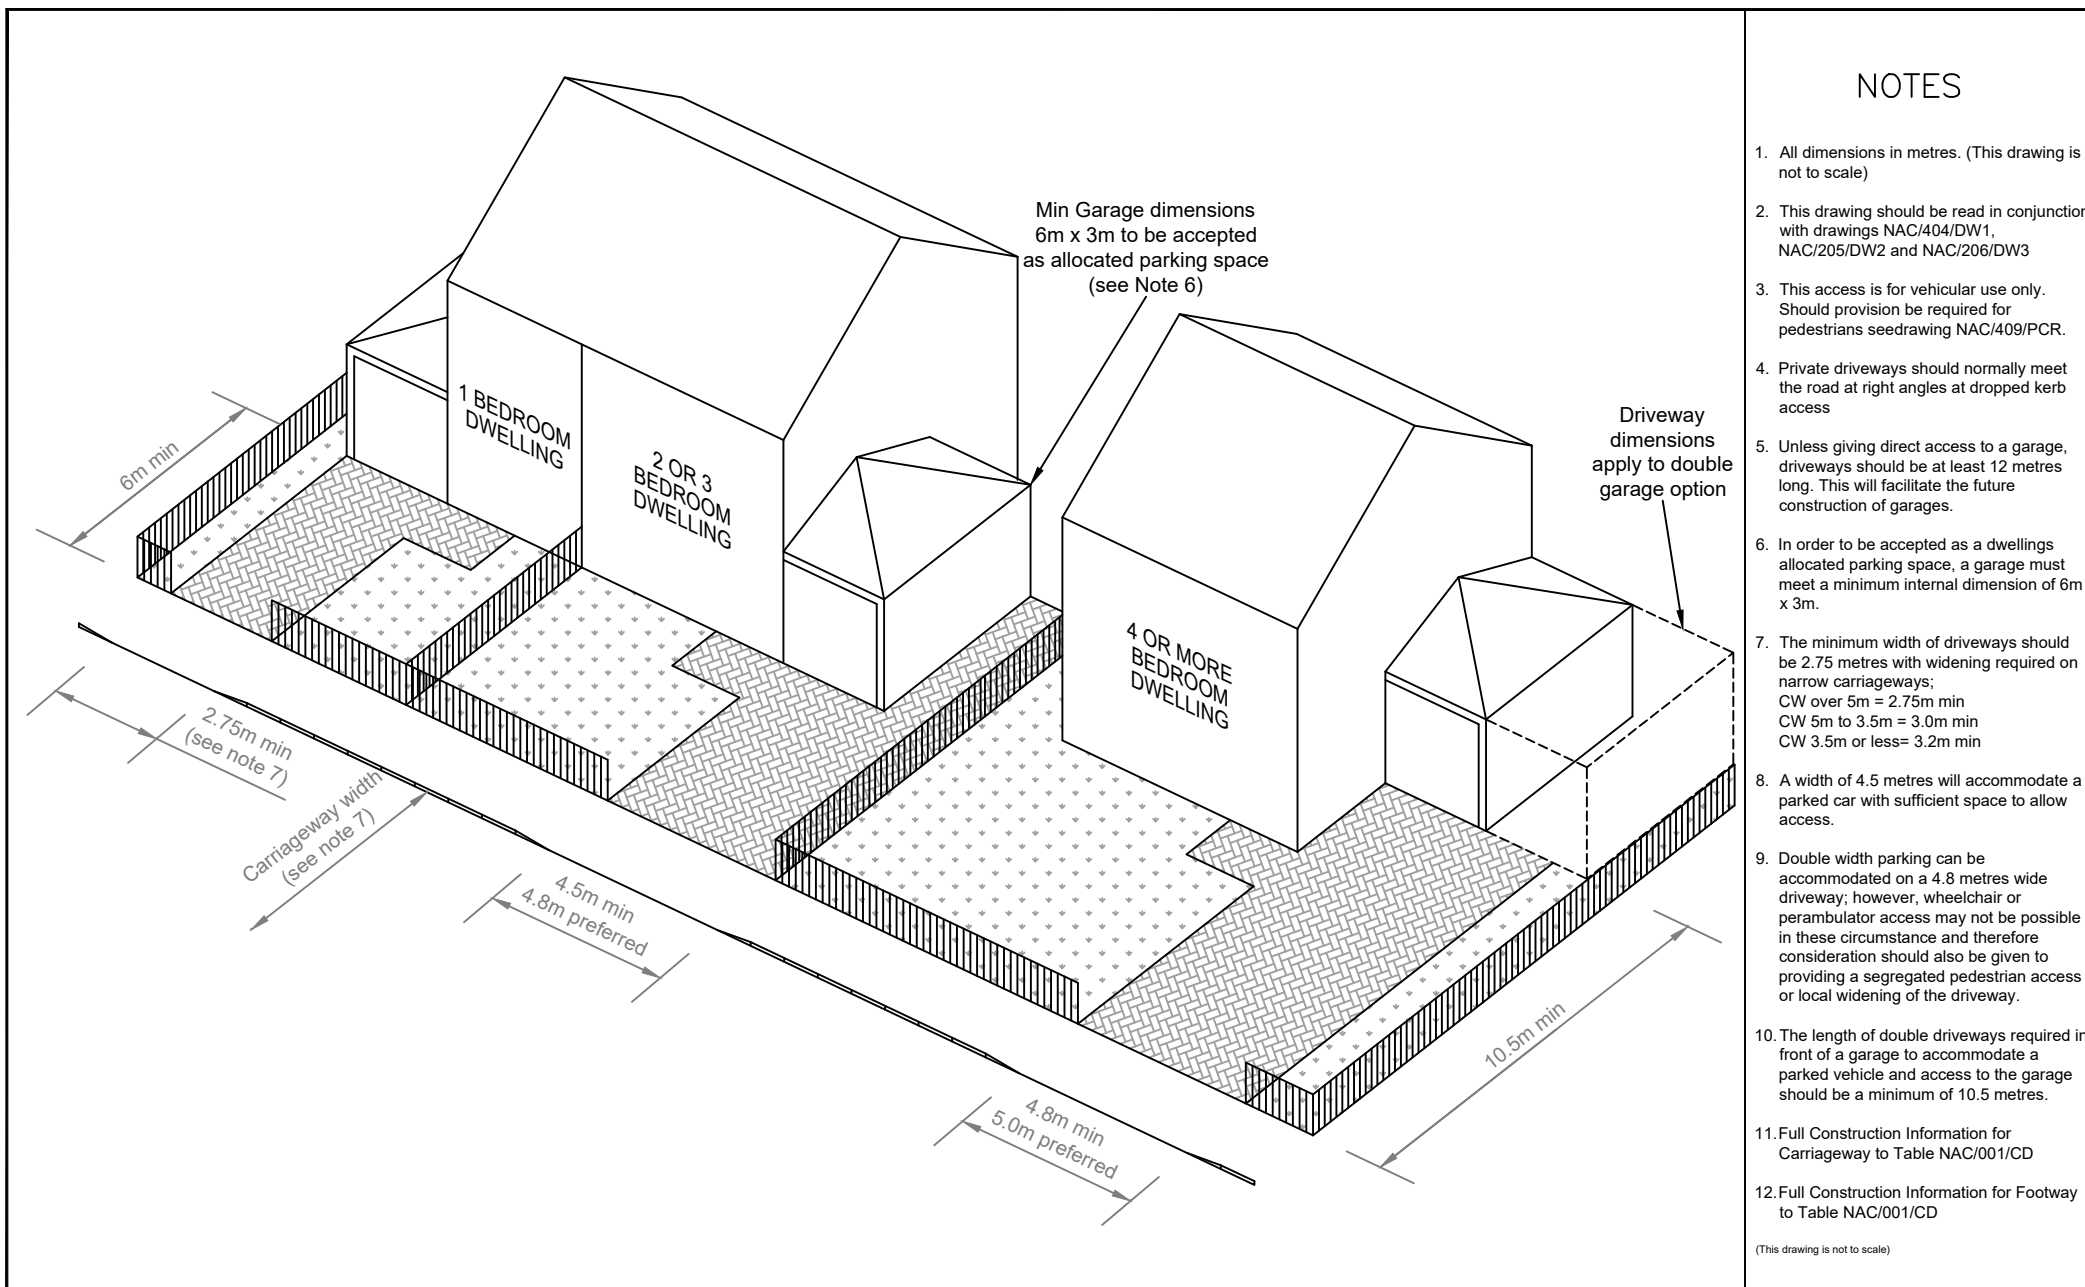 Min Garage dimensions
6m x 3m to be accepted
as allocated parking space
(see Note 6)
Driveway
dimensions
apply to double
garage option
1 BEDROOM
DWELLING
2 OR 3
BEDROOM
DWELLING
4 OR MORE
BEDROOM
DWELLING
6m min
2.75m min
(see note 7)
Carriageway width
(see note 7)
4.5m min
4.8m preferred
4.8m min
5.0m preferred
10.5m min
NOTES
1. All dimensions in metres. (This drawing is
not to scale)
2. This drawing should be read in conjunction
with drawings NAC/404/DW1,
NAC/205/DW2 and NAC/206/DW3
3. This access is for vehicular use only.
Should provision be required for
pedestrians seedrawing NAC/409/PCR.
4. Private driveways should normally meet
the road at right angles at dropped kerb
access
5. Unless giving direct access to a garage,
driveways should be at least 12 metres
long. This will facilitate the future
construction of garages.
6. In order to be accepted as a dwellings
allocated parking space, a garage must
meet a minimum internal dimension of 6m
x 3m.
7. The minimum width of driveways should
be 2.75 metres with widening required on
narrow carriageways;
CW over 5m = 2.75m min
CW 5m to 3.5m = 3.0m min
CW 3.5m or less= 3.2m min
8. A width of 4.5 metres will accommodate a
parked car with sufficient space to allow
access.
9. Double width parking can be
accommodated on a 4.8 metres wide
driveway; however, wheelchair or
perambulator access may not be possible
in these circumstance and therefore
consideration should also be given to
providing a segregated pedestrian access
or local widening of the driveway.
10. The length of double driveways required in
front of a garage to accommodate a
parked vehicle and access to the garage
should be a minimum of 10.5 metres.
11. Full Construction Information for
Carriageway to Table NAC/001/CD
12. Full Construction Information for Footway
to Table NAC/001/CD
(This drawing is not to scale)